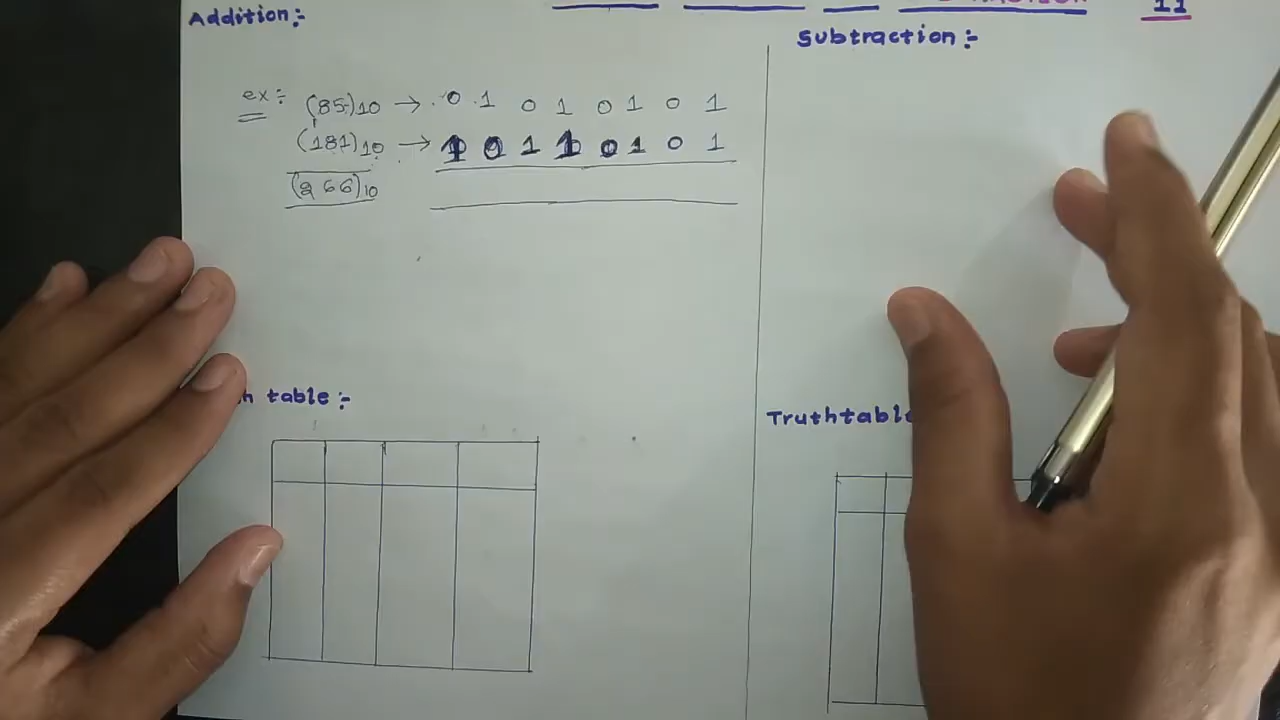 11
Addition :-
Subtraction :-
ex :- (85)10 → 0 1 0 1 0 1 0 1
(181)10 → 1 0 1 1 0 1 0 1
(266)10
table :-
Truthtable